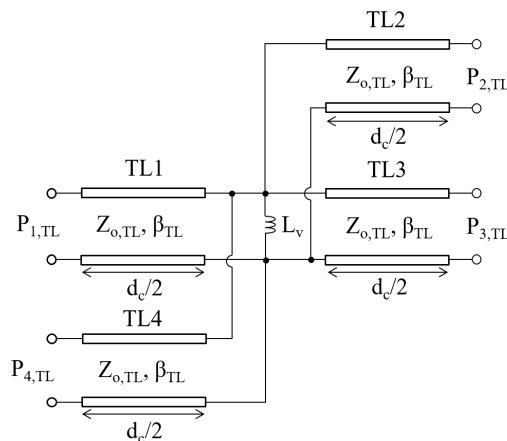 TL2
Z_{o,TL}, β_{TL}
P_{2,TL}
d_c/2
TL1
TL3
P_{1,TL}
Z_{o,TL}, β_{TL}
L_v
Z_{o,TL}, β_{TL}
P_{3,TL}
d_c/2
d_c/2
TL4
P_{4,TL}
Z_{o,TL}, β_{TL}
d_c/2